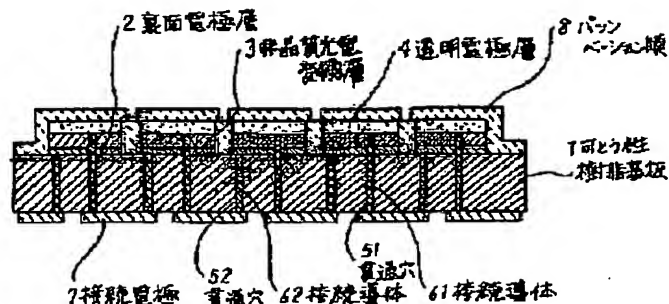 2 裏面電極層
3 非晶質光電
変換層
4 透明電極層
8 パッシ
ベーション膜
1 可とう性
樹脂基板
7 接続電極
52
貫通穴
62 接続導体
51
貫通穴
61 接続導体